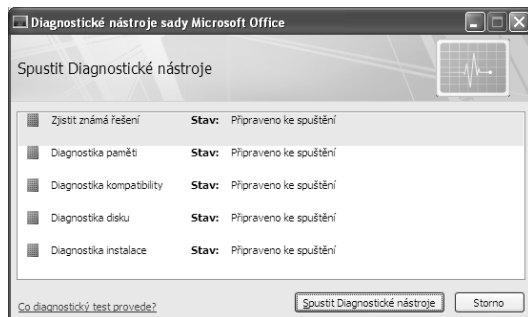 Diagnostické nástroje sady Microsoft Office
Spustit Diagnostické nástroje
Zjistit známá řešení Stav: Připraveno ke spuštění
Diagnostika paměti Stav: Připraveno ke spuštění
Diagnostika kompatibility Stav: Připraveno ke spuštění
Diagnostika disku Stav: Připraveno ke spuštění
Diagnostika instalace Stav: Připraveno ke spuštění
Co diagnostický test provede? Spustit Diagnostické nástroje Storno